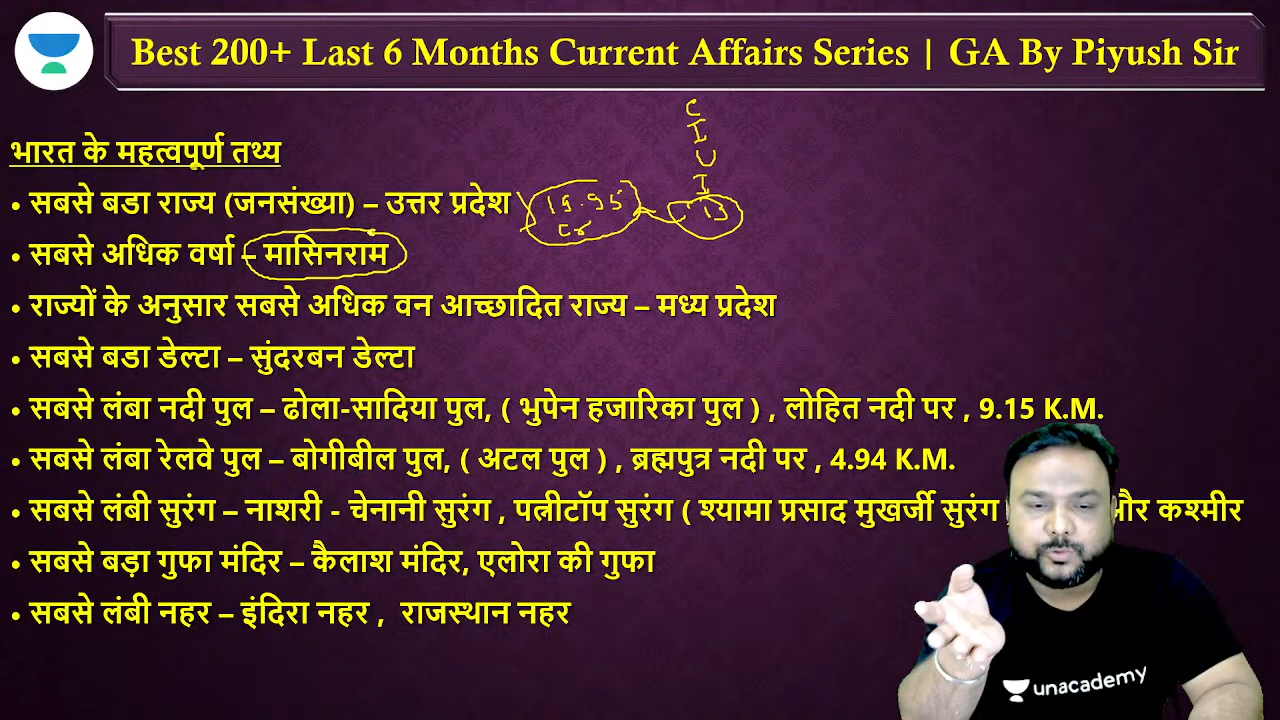 Best 200+ Last 6 Months Current Affairs Series | GA By Piyush Sir
C
I
V
I
भारत के महत्वपूर्ण तथ्य
• सबसे बडा राज्य (जनसंख्या) – उत्तर प्रदेश 19.95 Cr
• सबसे अधिक वर्षा – मासिनराम
• राज्यों के अनुसार सबसे अधिक वन आच्छादित राज्य – मध्य प्रदेश
• सबसे बडा डेल्टा – सुंदरबन डेल्टा
• सबसे लंबा नदी पुल – ढोला-सादिया पुल, ( भुपेन हजारिका पुल ) , लोहित नदी पर , 9.15 K.M.
• सबसे लंबा रेलवे पुल – बोगीबील पुल, ( अटल पुल ) , ब्रह्मपुत्र नदी पर , 4.94 K.M.
• सबसे लंबी सुरंग – नाशरी - चेनानी सुरंग , पत्नीटॉप सुरंग ( श्यामा प्रसाद मुखर्जी सुरंग और कश्मीर
• सबसे बड़ा गुफा मंदिर – कैलाश मंदिर, एलोरा की गुफा
• सबसे लंबी नहर – इंदिरा नहर , राजस्थान नहर
unacademy